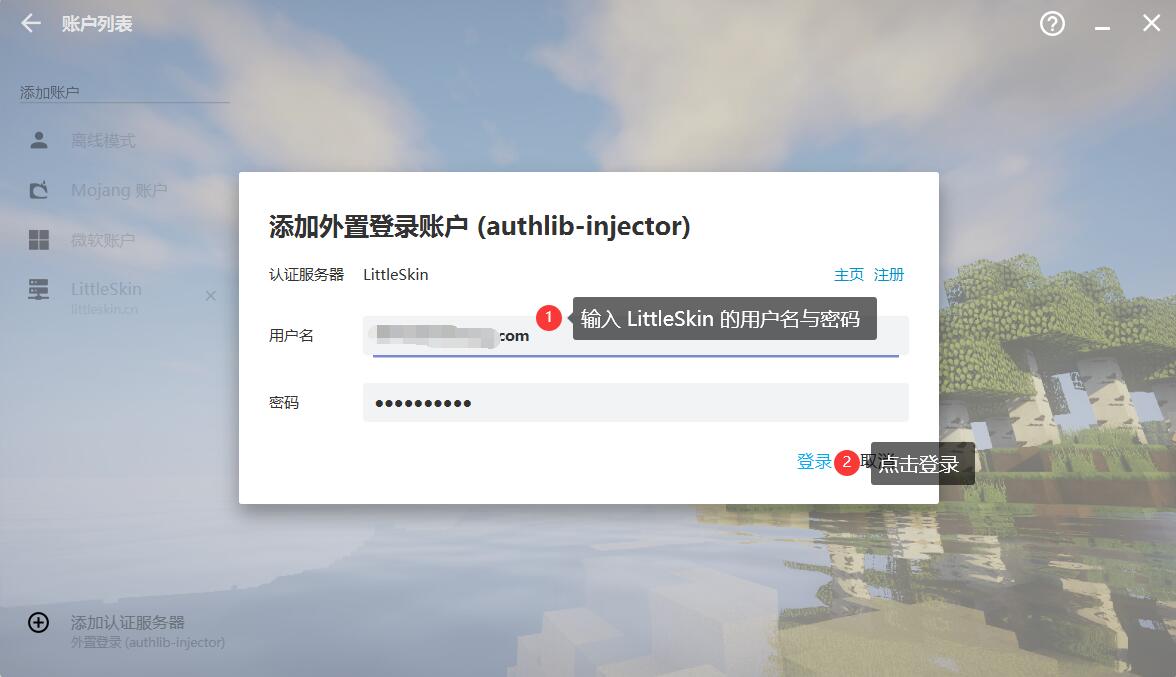 账户列表
添加账户
离线模式
Mojang 账户
微软账户
LittleSkin
littleskin.cn
添加外置登录账户 (authlib-injector)
认证服务器 LittleSkin 主页 注册
用户名 com 1 输入 LittleSkin 的用户名与密码
密码 ●●●●●●●●●●
登录 2 取消 点击登录
添加认证服务器
外置登录 (authlib-injector)